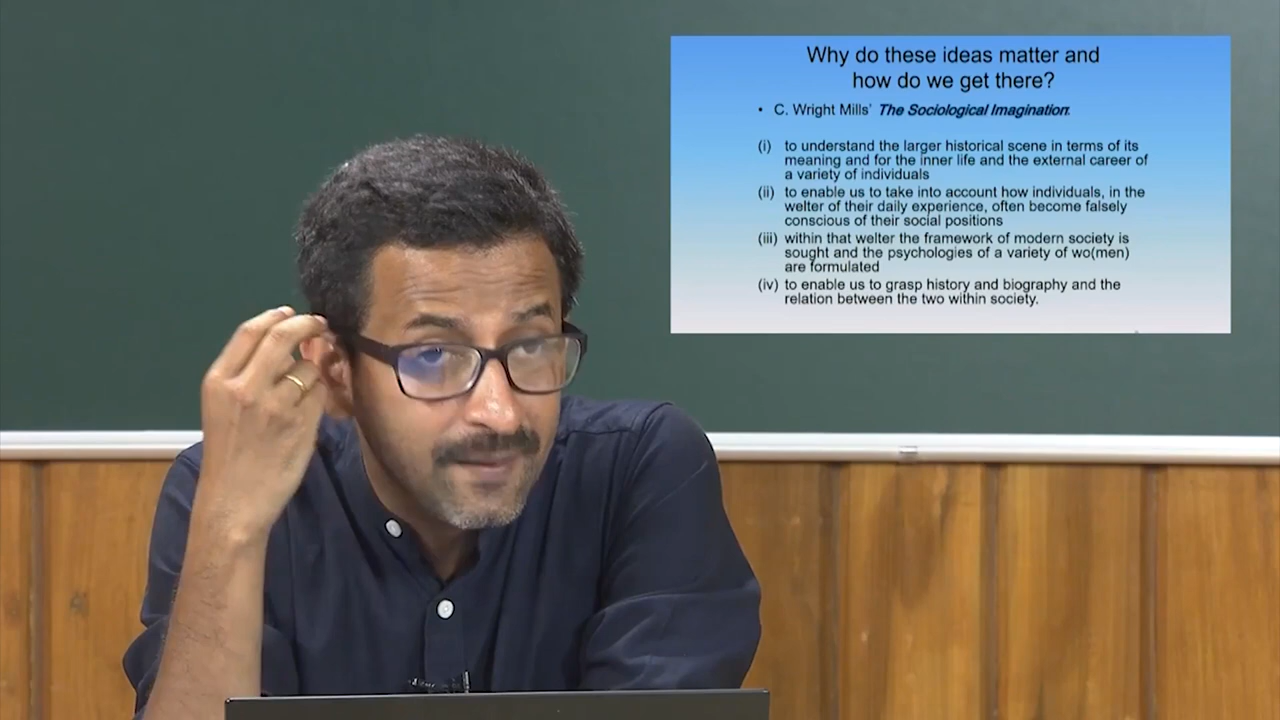 Why do these ideas matter and
how do we get there?
• C. Wright Mills' The Sociological Imagination:
(i) to understand the larger historical scene in terms of its
meaning and for the inner life and the external career of
a variety of individuals
(ii) to enable us to take into account how individuals, in the
welter of their daily experience, often become falsely
conscious of their social positions
(iii) within that welter the framework of modern society is
sought and the psychologies of a variety of wo(men)
are formulated
(iv) to enable us to grasp history and biography and the
relation between the two within society.